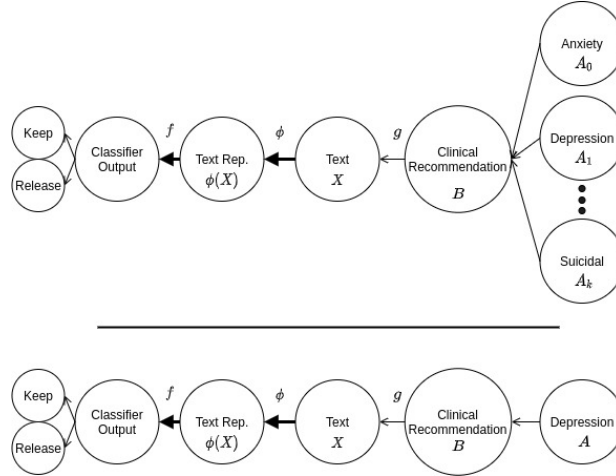 Anxiety
A₀
Keep
Release
Classifier
Output
f
Text Rep.
ϕ(X)
ϕ
Text
X
g
Clinical
Recommendation
B
Depression
A₁
Suicidal
Aₖ
Keep
Release
Classifier
Output
f
Text Rep.
ϕ(X)
ϕ
Text
X
g
Clinical
Recommendation
B
Depression
A